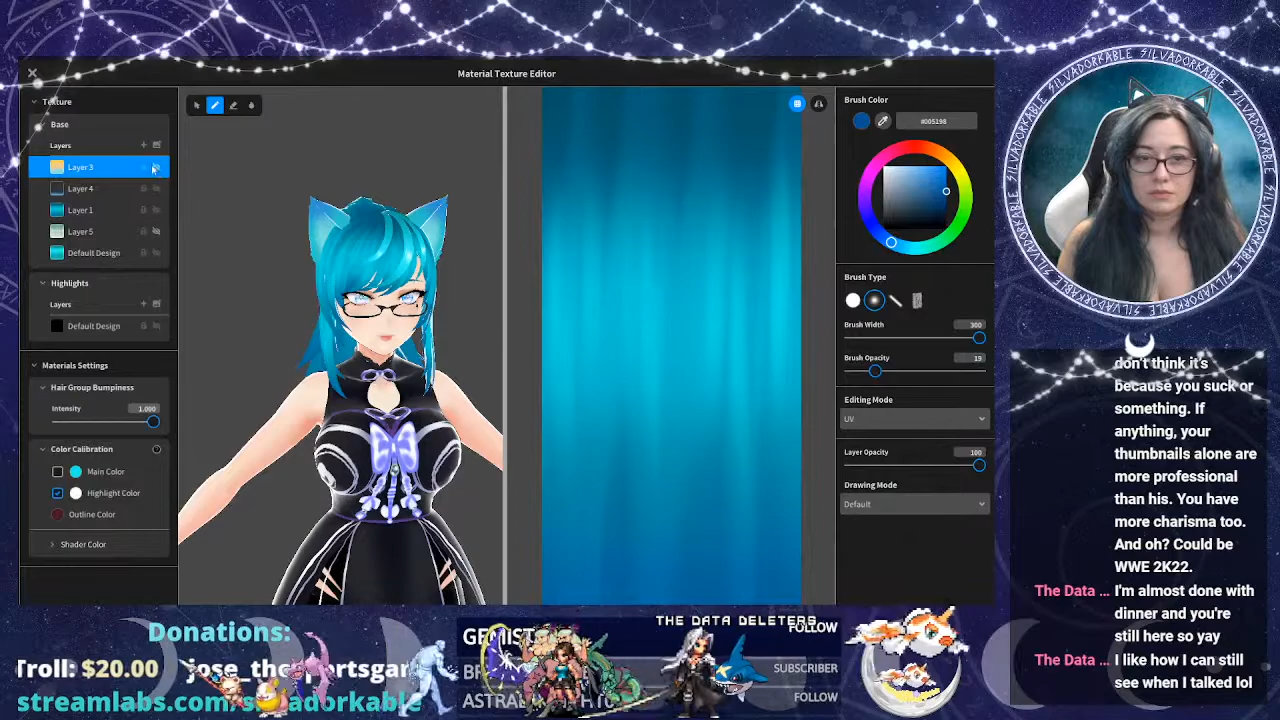 Material Texture Editor
Texture
Base
Layers
Layer 3
Layer 4
Layer 1
Layer 5
Default Design
Highlights
Layers
Default Design
Materials Settings
Hair Group Bumpiness
Intensity
1.000
Color Calibration
Main Color
Highlight Color
Outline Color
Shader Color
Brush Color
#005198
Brush Type
Brush Width
300
Brush Opacity
19
Editing Mode
UV
Layer Opacity
100
Drawing Mode
Default
SILVADORKABLE
don't think it's
because you suck or
something. If
anything, your
thumbnails alone are
more professional
than his. You have
more charisma too.
And oh? Could be
WWE 2K22.
The Data ... I'm almost done with
dinner and you're
still here so yay
The Data ... I like how I can still
see when I talked lol
Donations:
Troll: $20.00
streamlabs.com/
THE DATA DELETERS
FOLLOW
SUBSCRIBER
FOLLOW